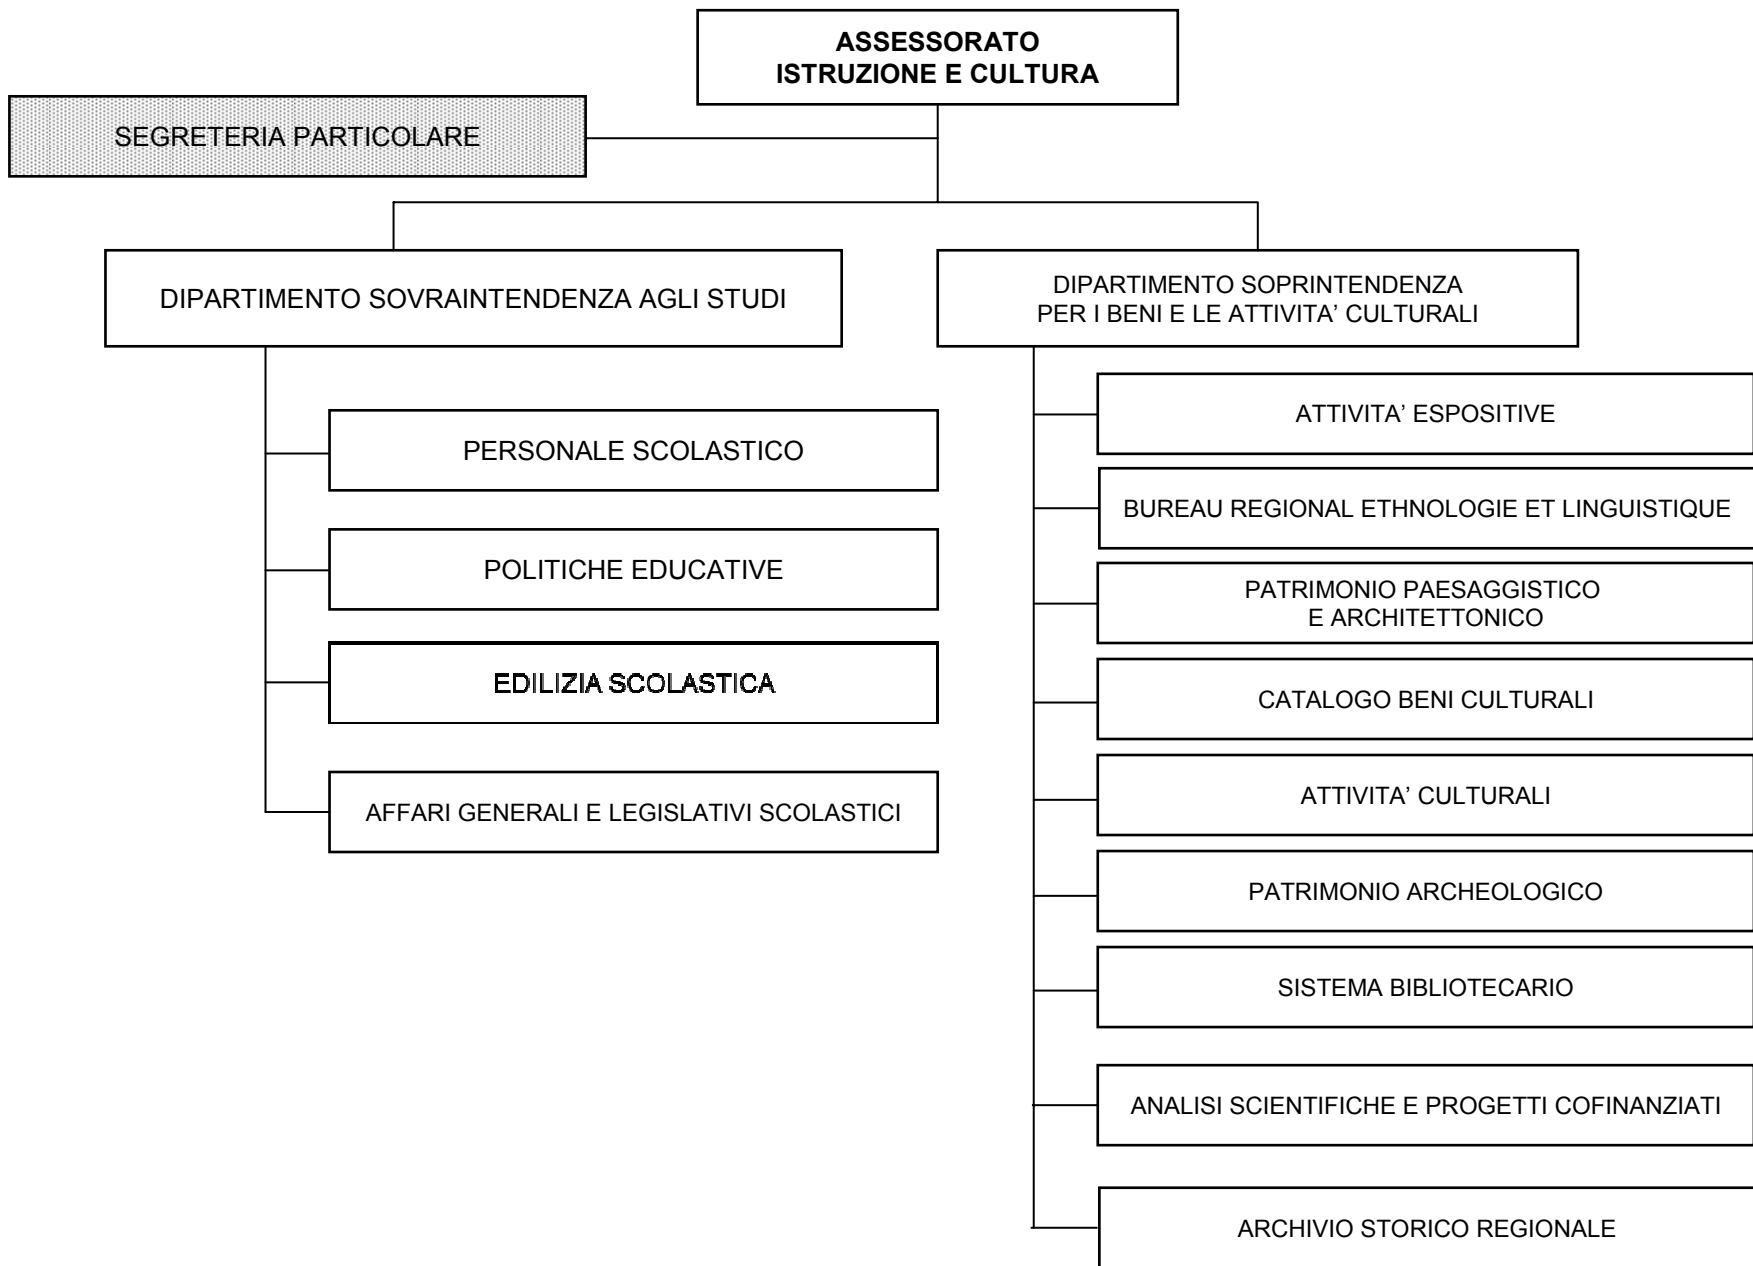 ASSESSORATO
ISTRUZIONE E CULTURA
SEGRETERIA PARTICOLARE
DIPARTIMENTO SOVRAINTENDENZA AGLI STUDI
PERSONALE SCOLASTICO
POLITICHE EDUCATIVE
EDILIZIA SCOLASTICA
AFFARI GENERALI E LEGISLATIVI SCOLASTICI
DIPARTIMENTO SOPRINTENDENZA
PER I BENI E LE ATTIVITA’ CULTURALI
ATTIVITA’ ESPOSITIVE
BUREAU REGIONAL ETHNOLOGIE ET LINGUISTIQUE
PATRIMONIO PAESAGGISTICO
E ARCHITETTONICO
CATALOGO BENI CULTURALI
ATTIVITA’ CULTURALI
PATRIMONIO ARCHEOLOGICO
SISTEMA BIBLIOTECARIO
ANALISI SCIENTIFICHE E PROGETTI COFINANZIATI
ARCHIVIO STORICO REGIONALE